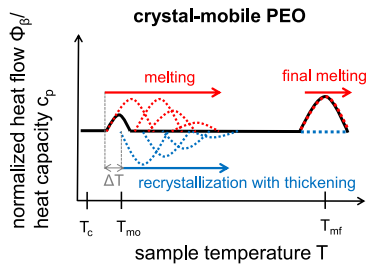 crystal-mobile PEO
normalized heat flow Φβ/
heat capacity cp
melting
final melting
ΔT
recrystallization with thickening
Tc
Tmo
Tmf
sample temperature T